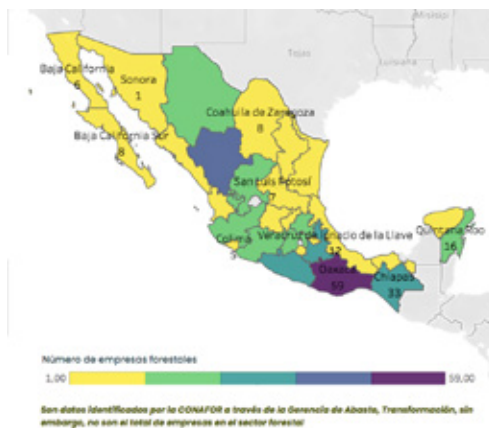 Misisipi
Tejas
Luisiana
Baja California
6
Sonora
1
Coahuila de Zaragoza
8
Baja California Sur
8
San Luis Potosí
7
Colima
5
Veracruz de Ignacio de la Llave
12
Quintana Roo
16
Oaxaca
59
Chiapas
33
Número de empresas forestales
1.00
59.00
Son datos identificados por la CONAFOR a través de la Gerencia de Abasto, Transformación, sin
embargo, no son el total de empresas en el sector forestal